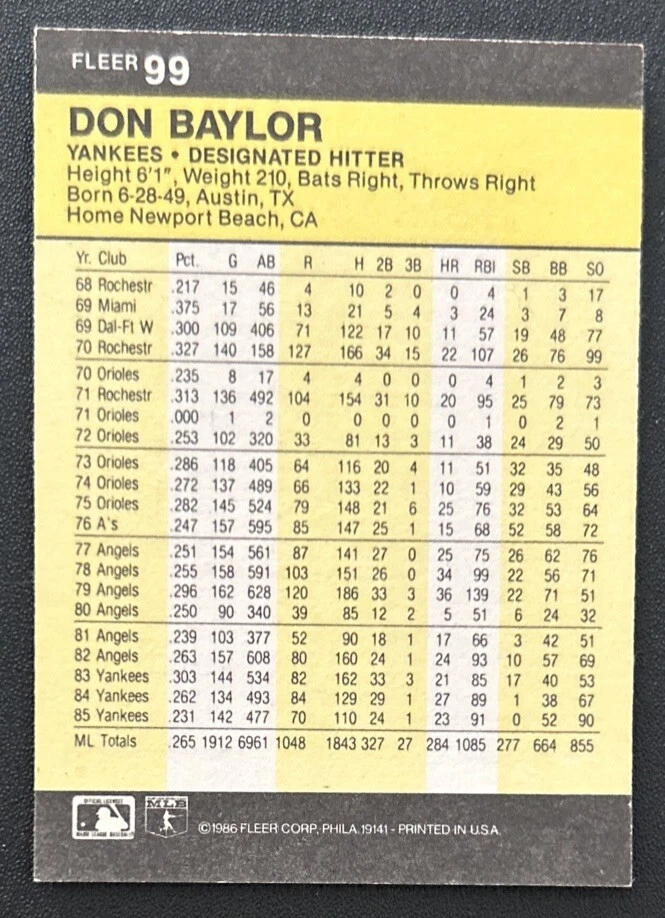 FLEER 99
DON BAYLOR
YANKEES • DESIGNATED HITTER
Height 6'1", Weight 210, Bats Right, Throws Right
Born 6-28-49, Austin, TX
Home Newport Beach, CA
Yr. Club Pct. G AB R H 2B 3B HR RBI SB BB SO
68 Rochestr .217 15 46 4 10 2 0 0 4 1 3 17
69 Miami .375 17 56 13 21 5 4 3 24 3 7 8
69 Dal-Ft W .300 109 406 71 122 17 10 11 57 19 48 77
70 Rochestr .327 140 158 127 166 34 15 22 107 26 76 99
70 Orioles .235 8 17 4 4 0 0 0 4 1 2 3
71 Rochestr .313 136 492 104 154 31 10 20 95 25 79 73
71 Orioles .000 1 2 0 0 0 0 0 1 0 2 1
72 Orioles .253 102 320 33 81 13 3 11 38 24 29 50
73 Orioles .286 118 405 64 116 20 4 11 51 32 35 48
74 Orioles .272 137 489 66 133 22 1 10 59 29 43 56
75 Orioles .282 145 524 79 148 21 6 25 76 32 53 64
76 A's .247 157 595 85 147 25 1 15 68 52 58 72
77 Angels .251 154 561 87 141 27 0 25 75 26 62 76
78 Angels .255 158 591 103 151 26 0 34 99 22 56 71
79 Angels .296 162 628 120 186 33 3 36 139 22 71 51
80 Angels .250 90 340 39 85 12 2 5 51 6 24 32
81 Angels .239 103 377 52 90 18 1 17 66 3 42 51
82 Angels .263 157 608 80 160 24 1 24 93 10 57 69
83 Yankees .303 144 534 82 162 33 3 21 85 17 40 53
84 Yankees .262 134 493 84 129 29 1 27 89 1 38 67
85 Yankees .231 142 477 70 110 24 1 23 91 0 52 90
ML Totals .265 1912 6961 1048 1843 327 27 284 1085 277 664 855
OFFICIAL LICENSEE
MAJOR LEAGUE BASEBALL
MLB
©1986 FLEER CORP., PHILA. 19141 - PRINTED IN U.S.A.